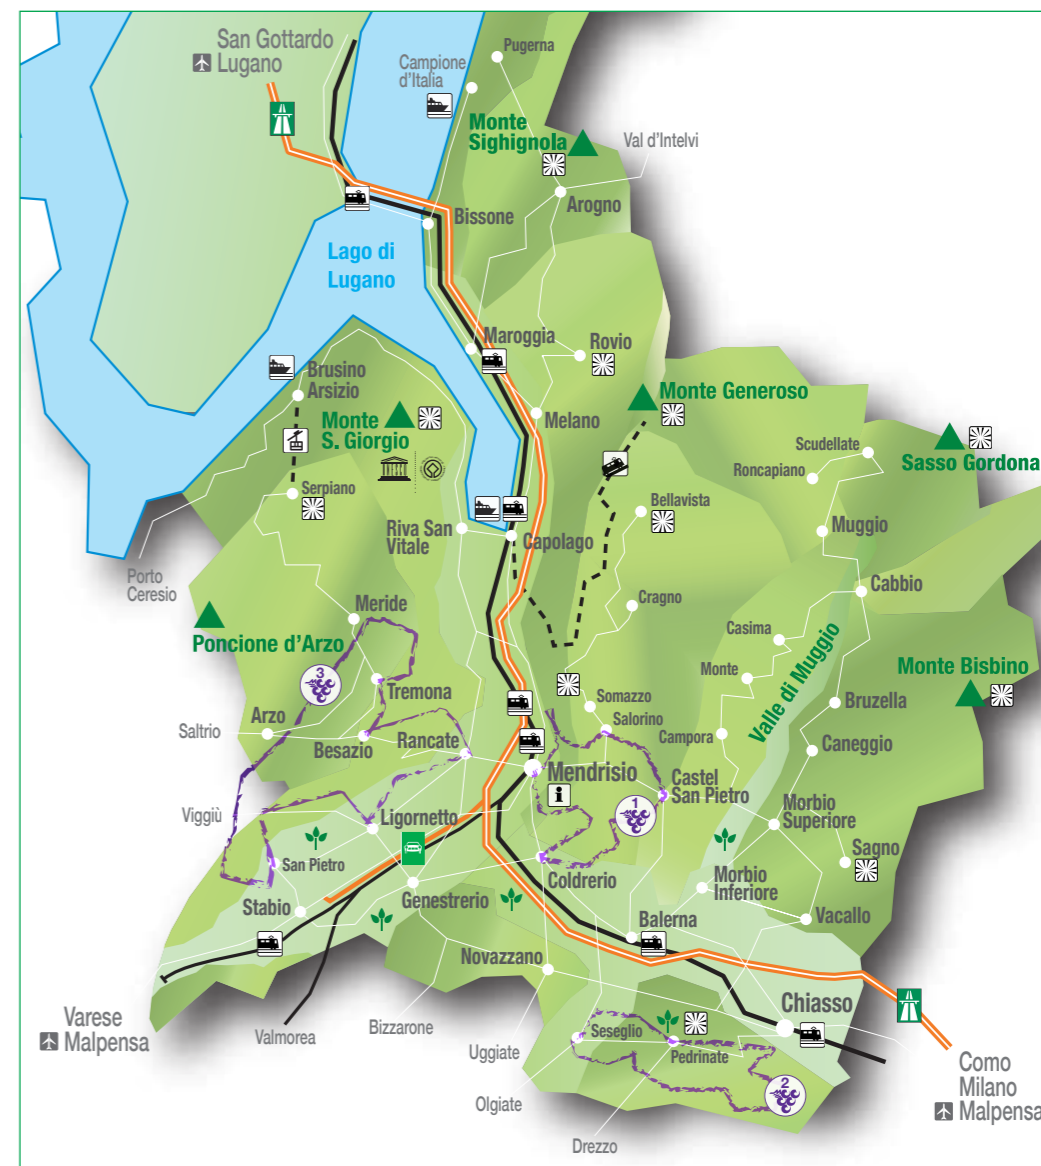 San Gottardo
Lugano
Campione
d'Italia
Pugerna
Monte
Sighignola
Val d'Intelvi
Arogno
Bissone
Lago di
Lugano
Maroggia
Rovio
Brusino
Arsizio
Monte
S. Giorgio
Melano
Monte Generoso
Scudellate
Sasso Gordona
Roncapiano
Serpiano
Bellavista
Riva San
Vitale
Capolago
Muggio
Porto
Ceresio
Cabbio
Meride
Cragno
Poncione d'Arzo
Casima
Valle di Muggio
Monte Bisbino
3
Tremona
Monte
Somazzo
Bruzella
Saltrio
Arzo
Besazio
Rancate
Salorino
Campora
Caneggio
Mendrisio
i
Castel
San Pietro
1
Viggiù
Ligornetto
Morbio
Superiore
Sagno
San Pietro
Coldrerio
Morbio
Inferiore
Stabio
Genestrerio
Balerna
Vacallo
Novazzano
Chiasso
Varese
Malpensa
Valmorea
Bizzarone
Uggiate
Seseglio
Pedrinate
Como
Milano
Malpensa
2
Olgiate
Drezzo